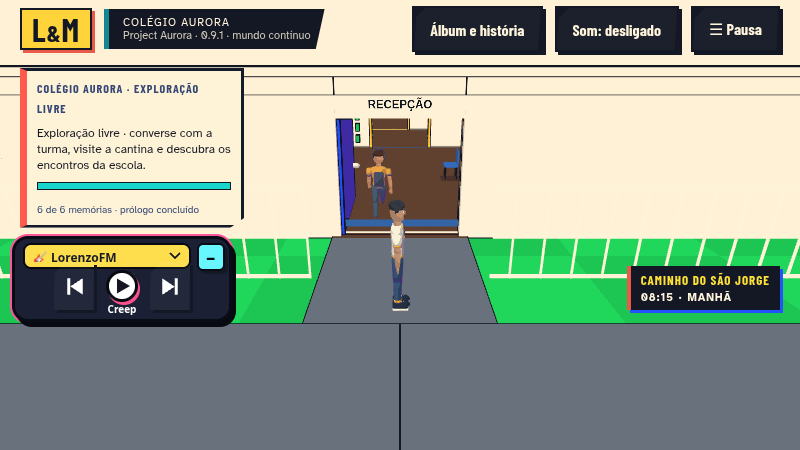 L&M
COLÉGIO AURORA
Project Aurora · 0.9.1 · mundo contínuo
Álbum e história
Som: desligado
☰ Pausa
COLÉGIO AURORA · EXPLORAÇÃO
LIVRE
Exploração livre · converse com a
turma, visite a cantina e descubra os
encontros da escola.
6 de 6 memórias · prólogo concluído
RECEPÇÃO
🎸 LorenzoFM
–
Creep
CAMINHO DO SÃO JORGE
08:15 · MANHÃ